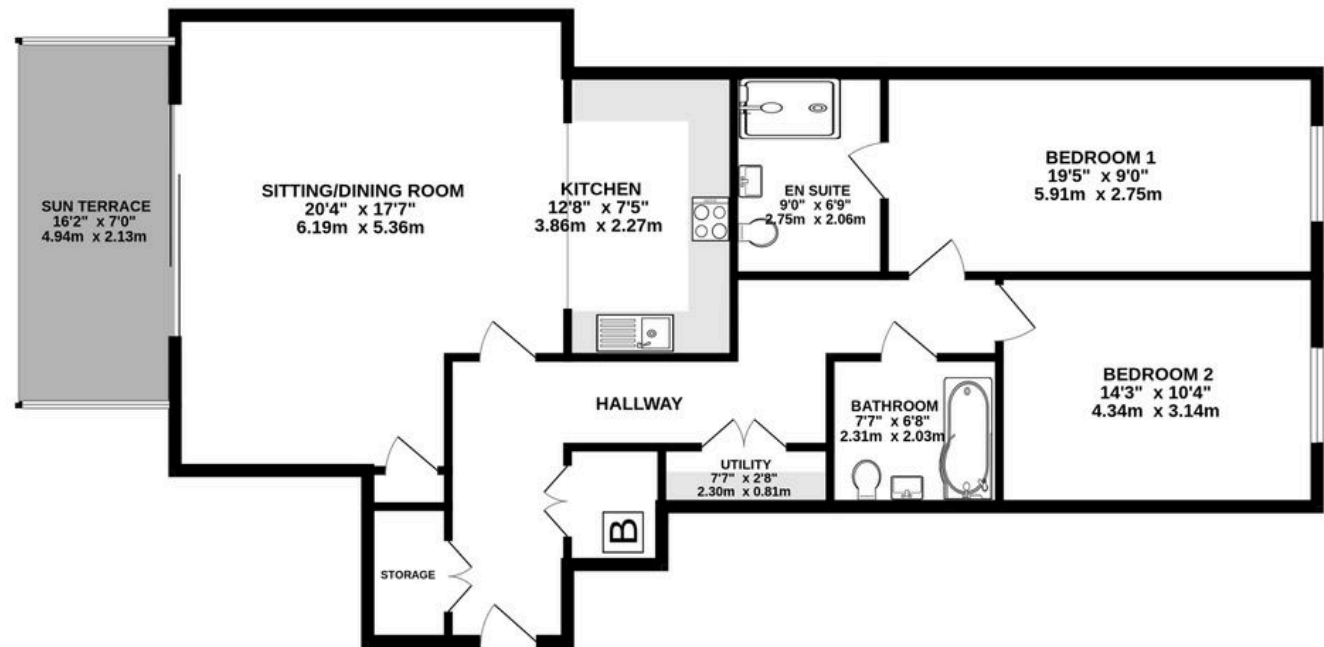 SUN TERRACE
16'2" x 7'0"
4.94m x 2.13m
SITTING/DINING ROOM
20'4" x 17'7"
6.19m x 5.36m
KITCHEN
12'8" x 7'5"
3.86m x 2.27m
EN SUITE
9'0" x 6'9"
2.75m x 2.06m
BEDROOM 1
19'5" x 9'0"
5.91m x 2.75m
BEDROOM 2
14'3" x 10'4"
4.34m x 3.14m
HALLWAY
BATHROOM
7'7" x 6'8"
2.31m x 2.03m
UTILITY
7'7" x 2'8"
2.30m x 0.81m
B
STORAGE